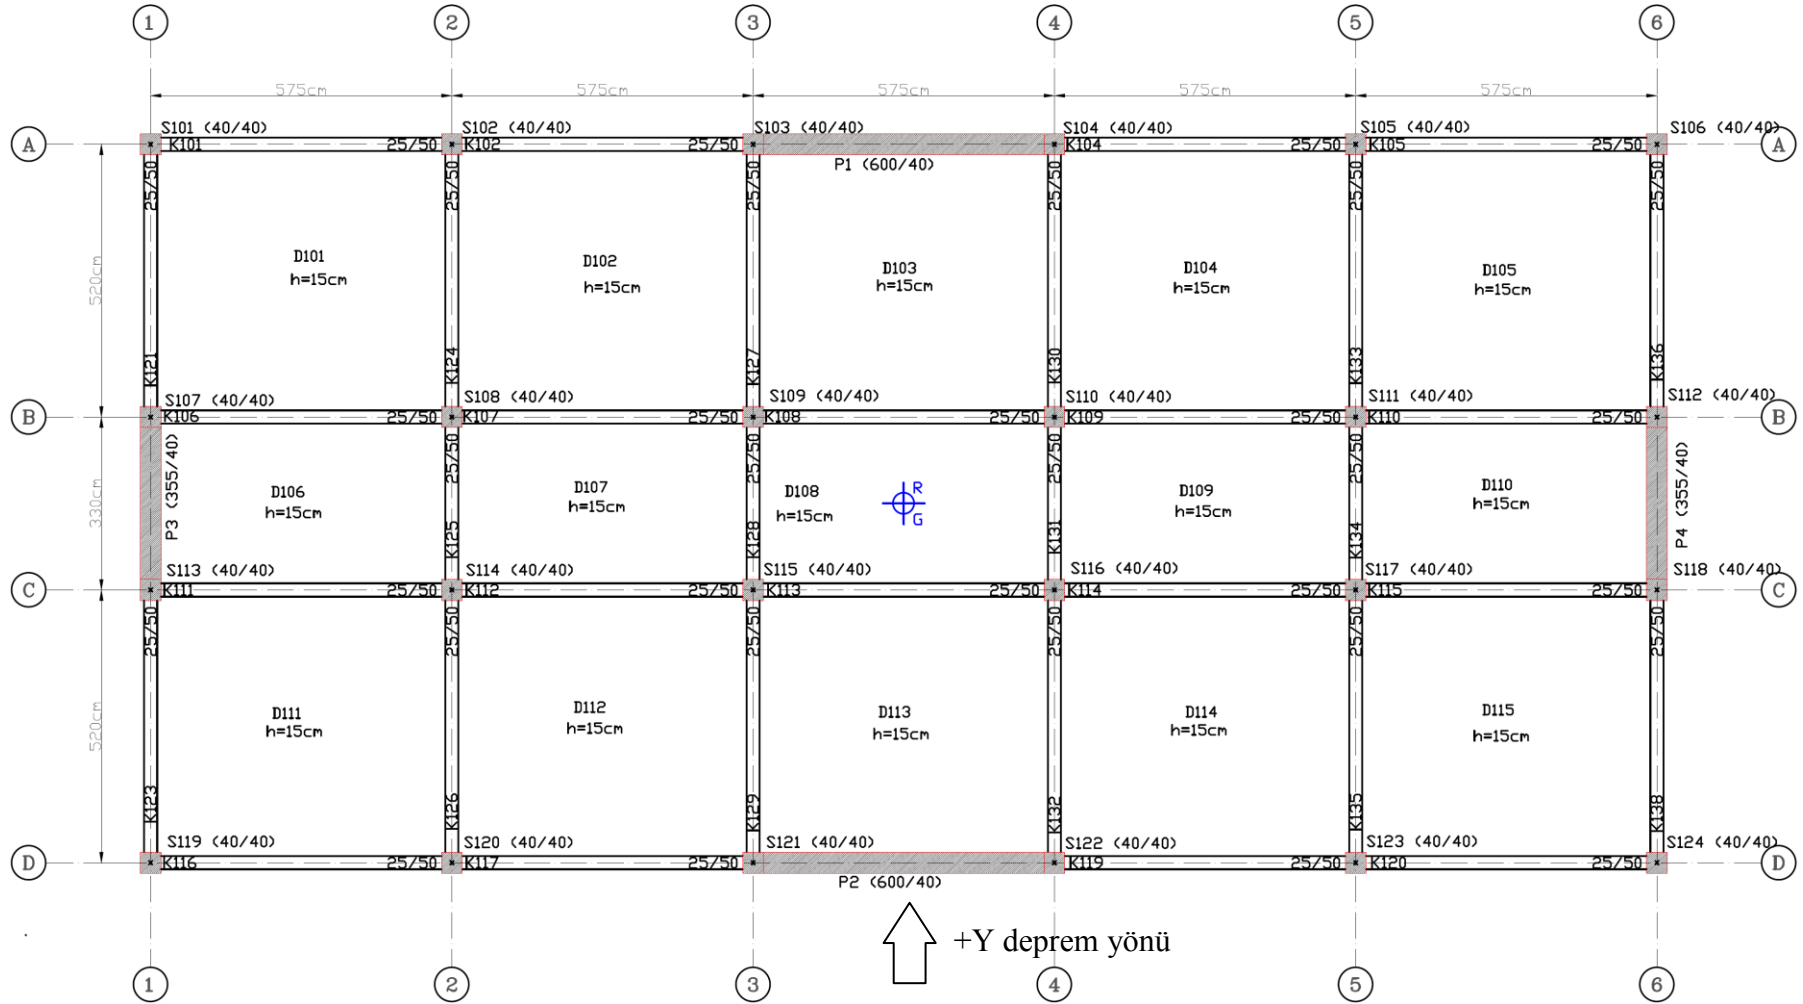 1 2 3 4 5 6
575cm 575cm 575cm 575cm 575cm
S101 (40/40) S102 (40/40) S103 (40/40) S104 (40/40) S105 (40/40) S106 (40/40)
A K101 25/50 K102 25/50 K104 25/50 K105 25/50 A
P1 (600/40)
25/50 25/50 25/50 25/50 25/50 25/50
520cm
D101 D102 D103 D104 D105
h=15cm h=15cm h=15cm h=15cm h=15cm
K121 K124 K127 K130 K133 K136
S107 (40/40) S108 (40/40) S109 (40/40) S110 (40/40) S111 (40/40) S112 (40/40)
B K106 25/50 K107 25/50 K108 25/50 K109 25/50 K110 25/50 B
25/50 25/50 25/50 25/50
330cm
P3 (355/40)
D106 D107 D108 R D109 D110
h=15cm h=15cm h=15cm G h=15cm h=15cm
P4 (355/40)
K125 K128 K131 K134
S113 (40/40) S114 (40/40) S115 (40/40) S116 (40/40) S117 (40/40) S118 (40/40)
C K111 25/50 K112 25/50 K113 25/50 K114 25/50 K115 25/50 C
25/50 25/50 25/50 25/50 25/50 25/50
520cm
D111 D112 D113 D114 D115
h=15cm h=15cm h=15cm h=15cm h=15cm
K123 K126 K129 K132 K135 K138
S119 (40/40) S120 (40/40) S121 (40/40) S122 (40/40) S123 (40/40) S124 (40/40)
D K116 25/50 K117 25/50 K119 25/50 K120 25/50 D
P2 (600/40)
+Y deprem yönü
1 2 3 4 5 6